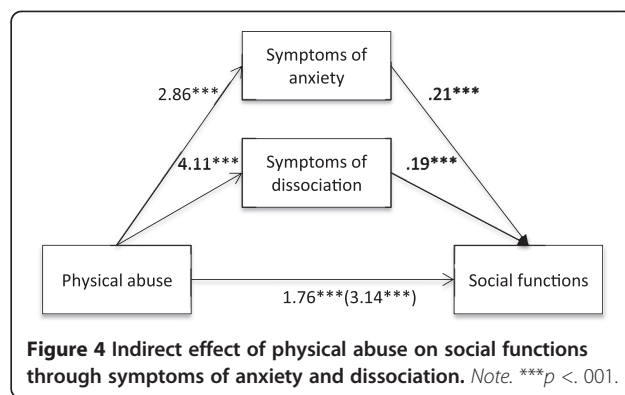 Symptoms of
anxiety
2.86***
.21***
4.11***
Symptoms of
dissociation
.19***
Physical abuse
Social functions
1.76***(3.14***)
Figure 4 Indirect effect of physical abuse on social functions
through symptoms of anxiety and dissociation. Note. ***p <. 001.